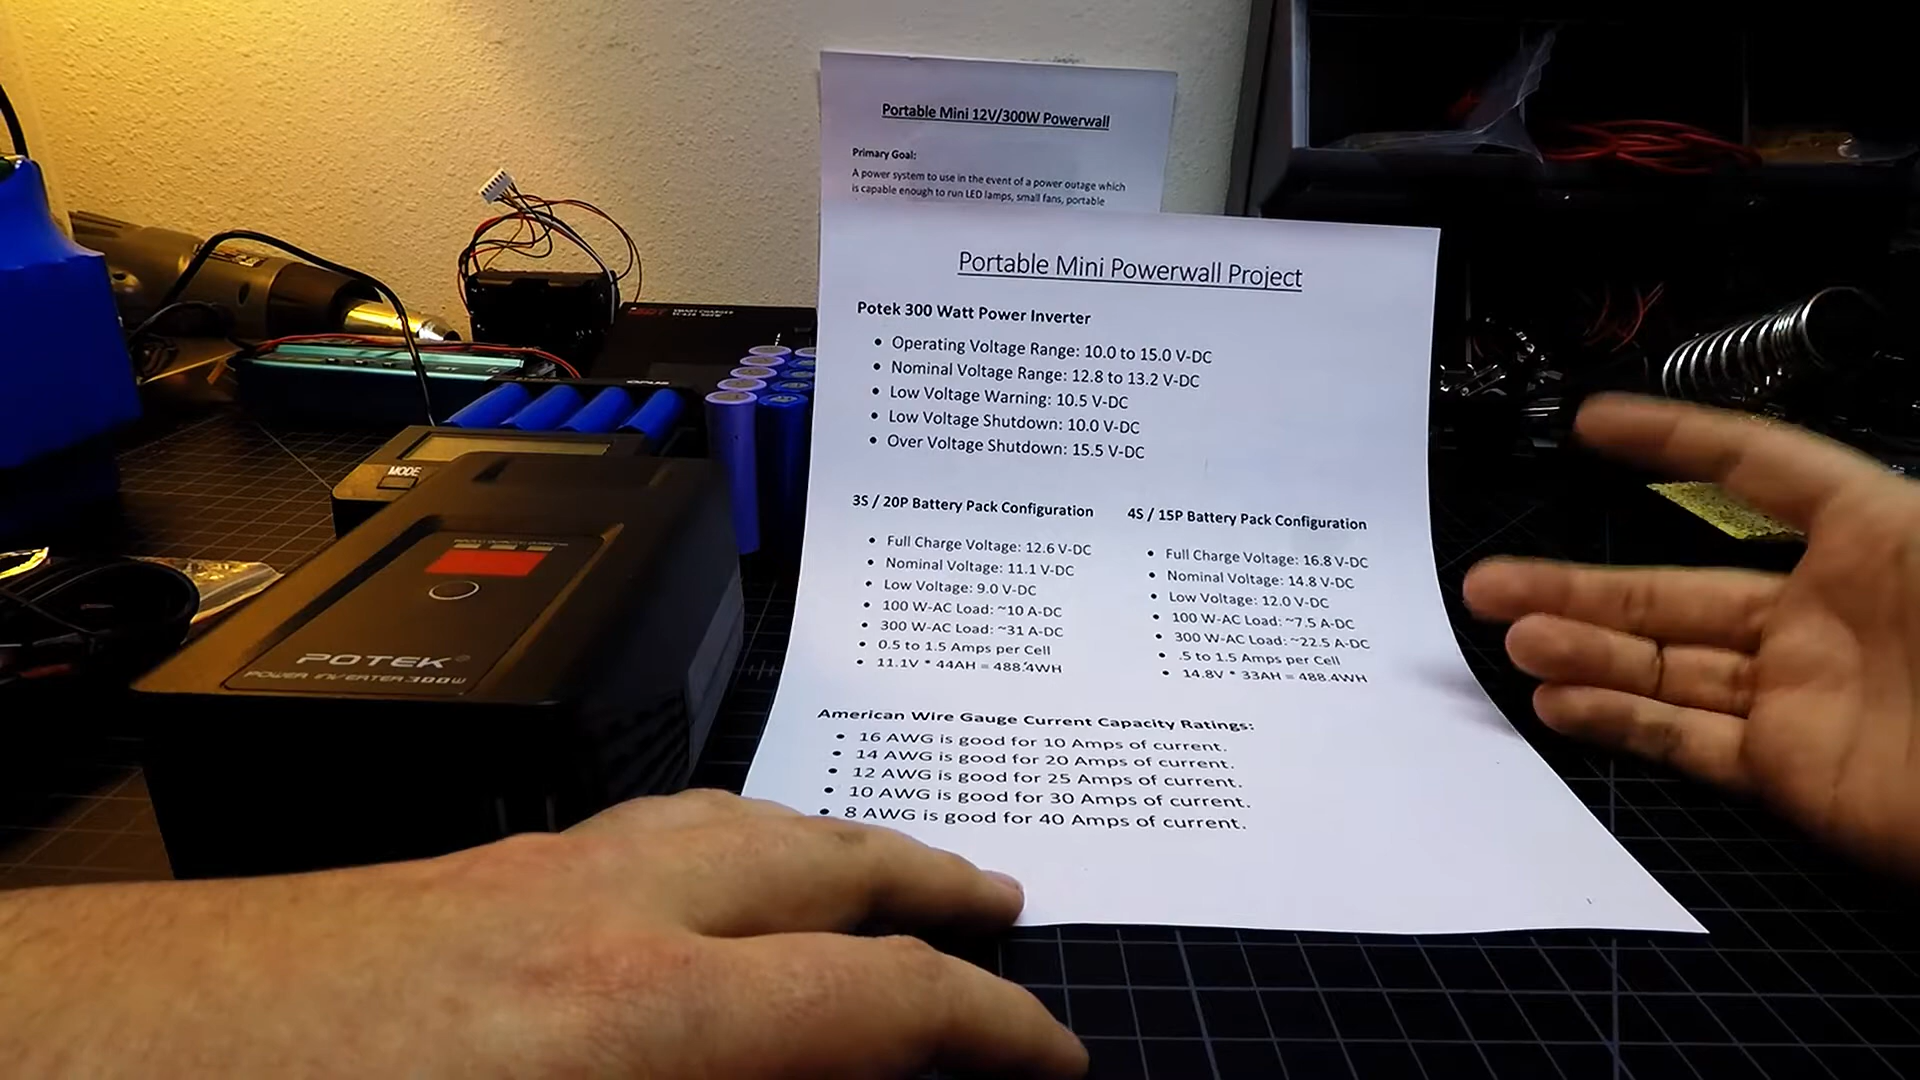 Portable Mini 12V/300W Powerwall
Primary Goal:
A power system to use in the event of a power outage which
is capable enough to run LED lamps, small fans, portable
Portable Mini Powerwall Project
Potek 300 Watt Power Inverter
• Operating Voltage Range: 10.0 to 15.0 V-DC
• Nominal Voltage Range: 12.8 to 13.2 V-DC
• Low Voltage Warning: 10.5 V-DC
• Low Voltage Shutdown: 10.0 V-DC
• Over Voltage Shutdown: 15.5 V-DC
3S / 20P Battery Pack Configuration
• Full Charge Voltage: 12.6 V-DC
• Nominal Voltage: 11.1 V-DC
• Low Voltage: 9.0 V-DC
• 100 W-AC Load: ~10 A-DC
• 300 W-AC Load: ~31 A-DC
• 0.5 to 1.5 Amps per Cell
• 11.1V * 44AH = 488.4WH
4S / 15P Battery Pack Configuration
• Full Charge Voltage: 16.8 V-DC
• Nominal Voltage: 14.8 V-DC
• Low Voltage: 12.0 V-DC
• 100 W-AC Load: ~7.5 A-DC
• 300 W-AC Load: ~22.5 A-DC
• .5 to 1.5 Amps per Cell
• 14.8V * 33AH = 488.4WH
American Wire Gauge Current Capacity Ratings:
• 16 AWG is good for 10 Amps of current.
• 14 AWG is good for 20 Amps of current.
• 12 AWG is good for 25 Amps of current.
• 10 AWG is good for 30 Amps of current.
• 8 AWG is good for 40 Amps of current.
MODE
OPUS
POTEK®
POWER INVERTER 300W